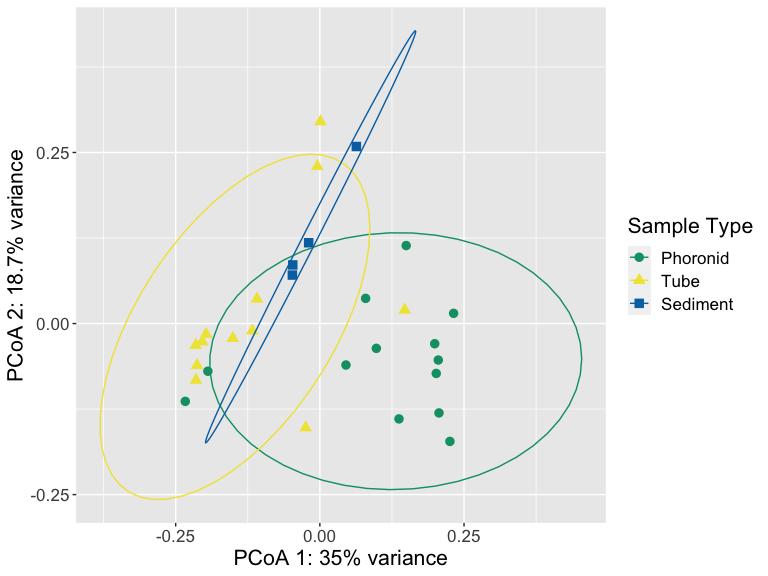 PCoA 2: 18.7% variance
0.25
0.00
-0.25
-0.25
0.00
0.25
PCoA 1: 35% variance
Sample Type
Phoronid
Tube
Sediment